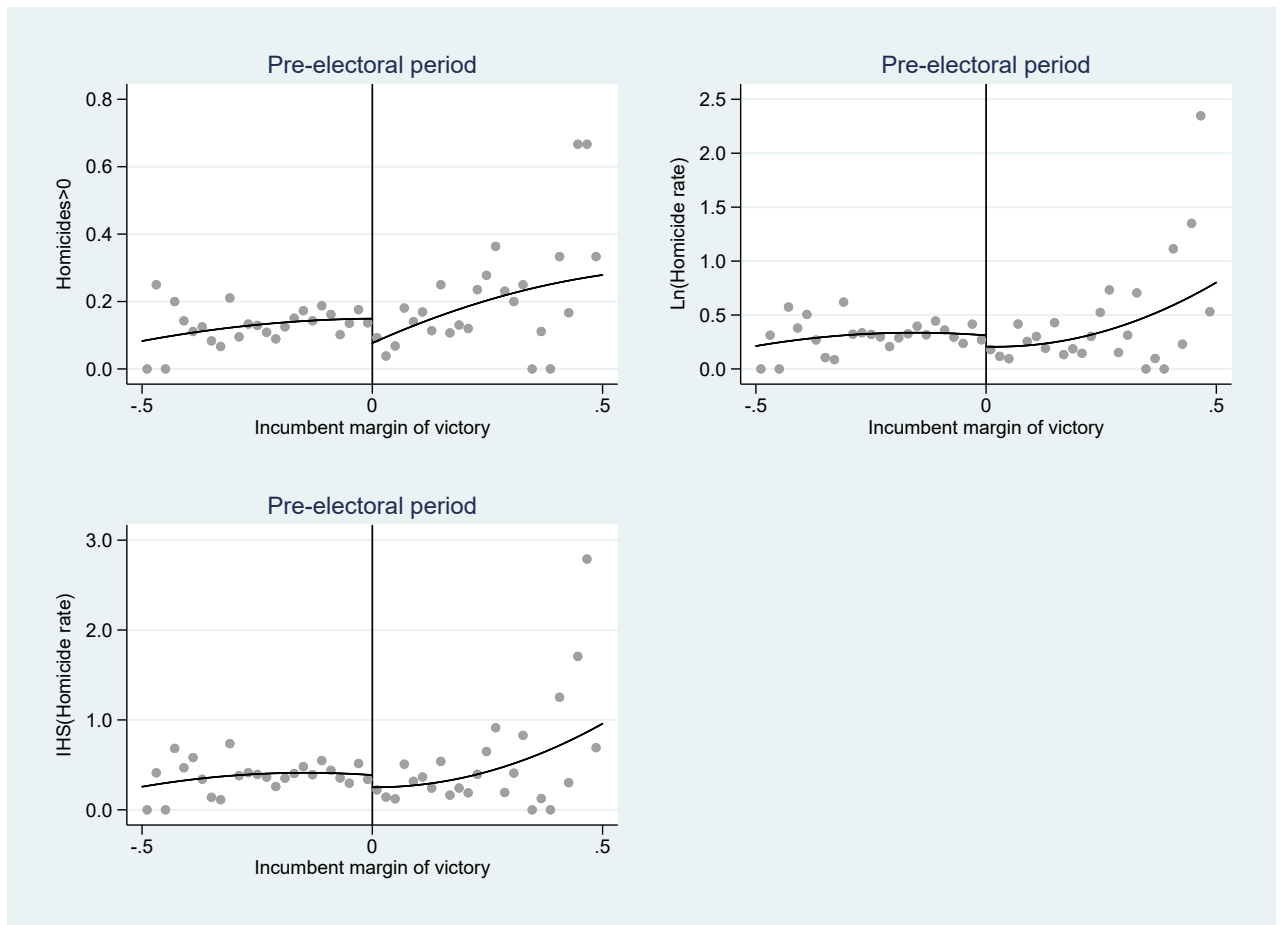 Pre-electoral period
Homicides>0
0.8
0.6
0.4
0.2
0.0
-.5
0
.5
Incumbent margin of victory
Pre-electoral period
Ln(Homicide rate)
2.5
2.0
1.5
1.0
0.5
0.0
-.5
0
.5
Incumbent margin of victory
Pre-electoral period
IHS(Homicide rate)
3.0
2.0
1.0
0.0
-.5
0
.5
Incumbent margin of victory